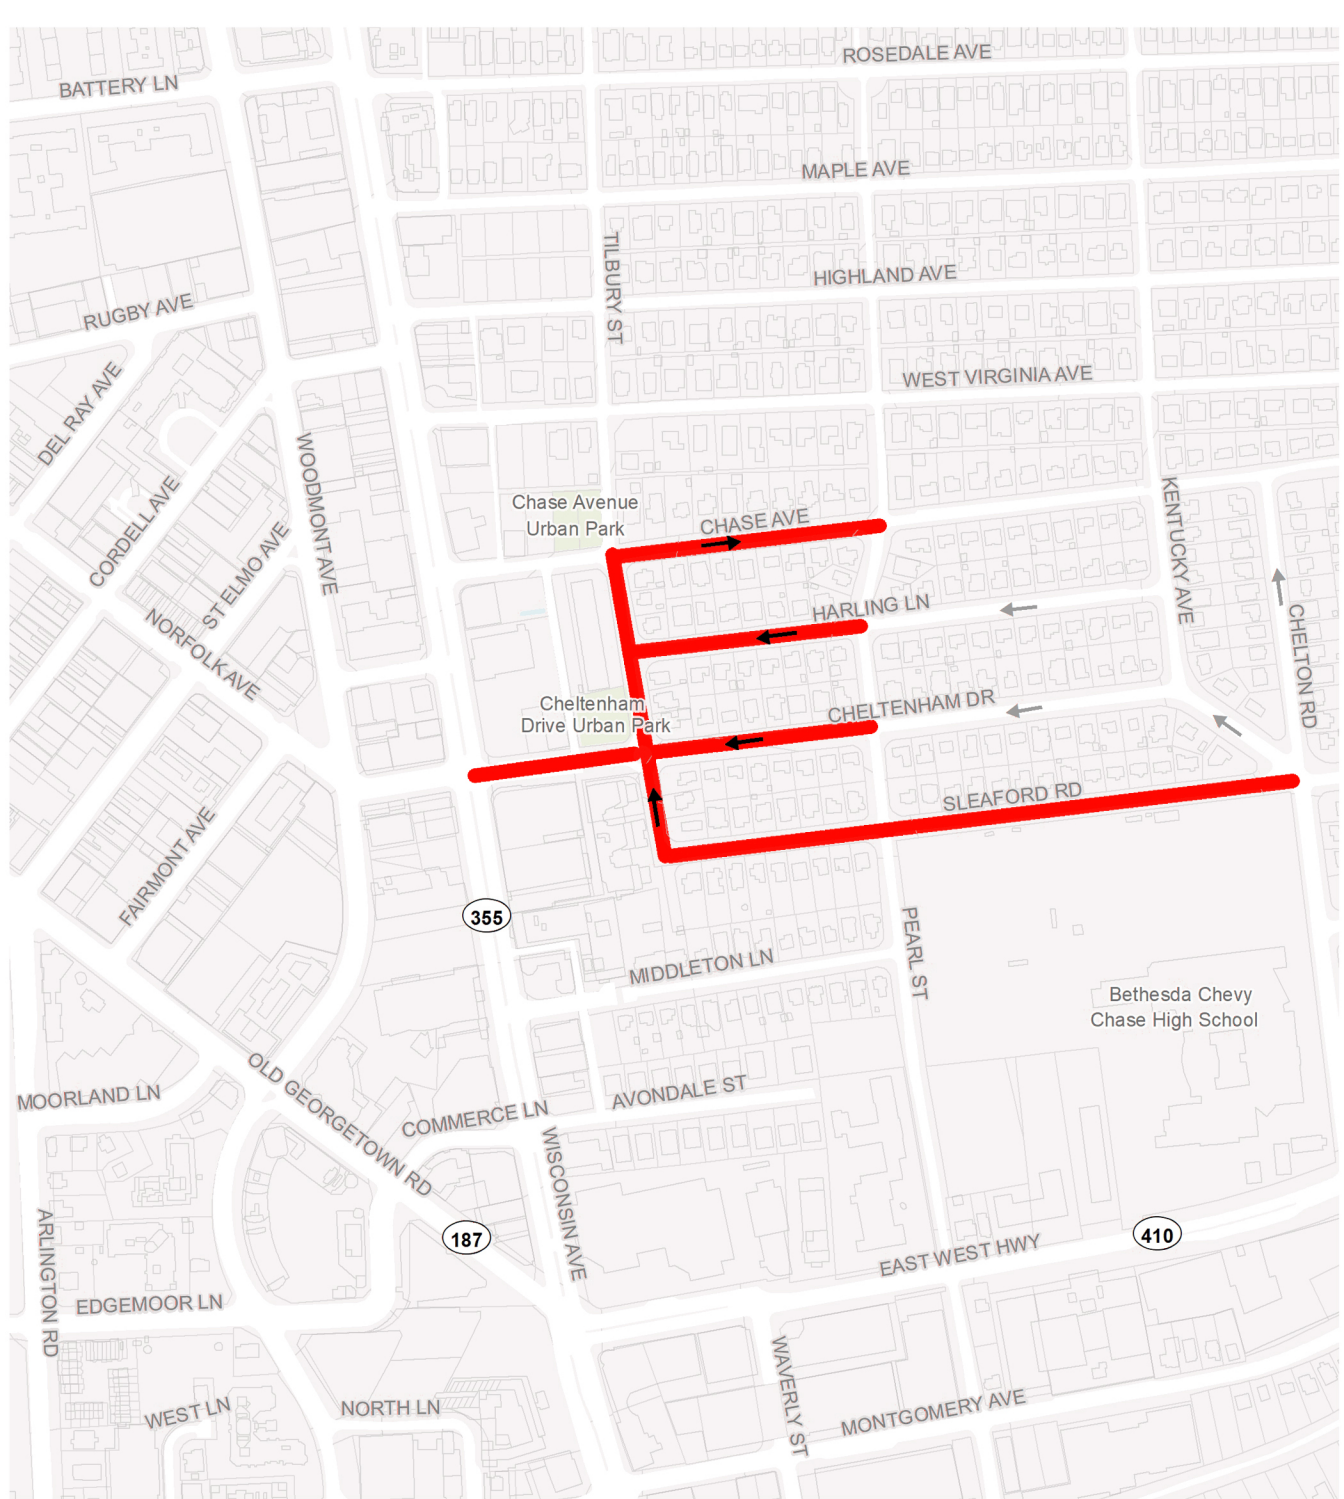 ROSEDALE AVE
BATTERY LN
MAPLE AVE
TILBURY ST
HIGHLAND AVE
RUGBY AVE
WEST VIRGINIA AVE
DEL RAY AVE
WOODMONT AVE
CORDELL AVE
Chase Avenue
Urban Park
CHASE AVE
KENTUCKY AVE
ST ELMO AVE
NORFOLK AVE
HARLING LN
CHELTON RD
Cheltenham
Drive Urban Park
CHELTENHAM DR
SLEAFORD RD
FAIRMONT AVE
355
PEARL ST
MIDDLETON LN
Bethesda Chevy
Chase High School
OLD GEORGETOWN RD
MOORLAND LN
AVONDALE ST
COMMERCE LN
WISCONSIN AVE
ARLINGTON RD
187
410
EAST WEST HWY
EDGEMOOR LN
WAVERLY ST
WEST LN
NORTH LN
MONTGOMERY AVE